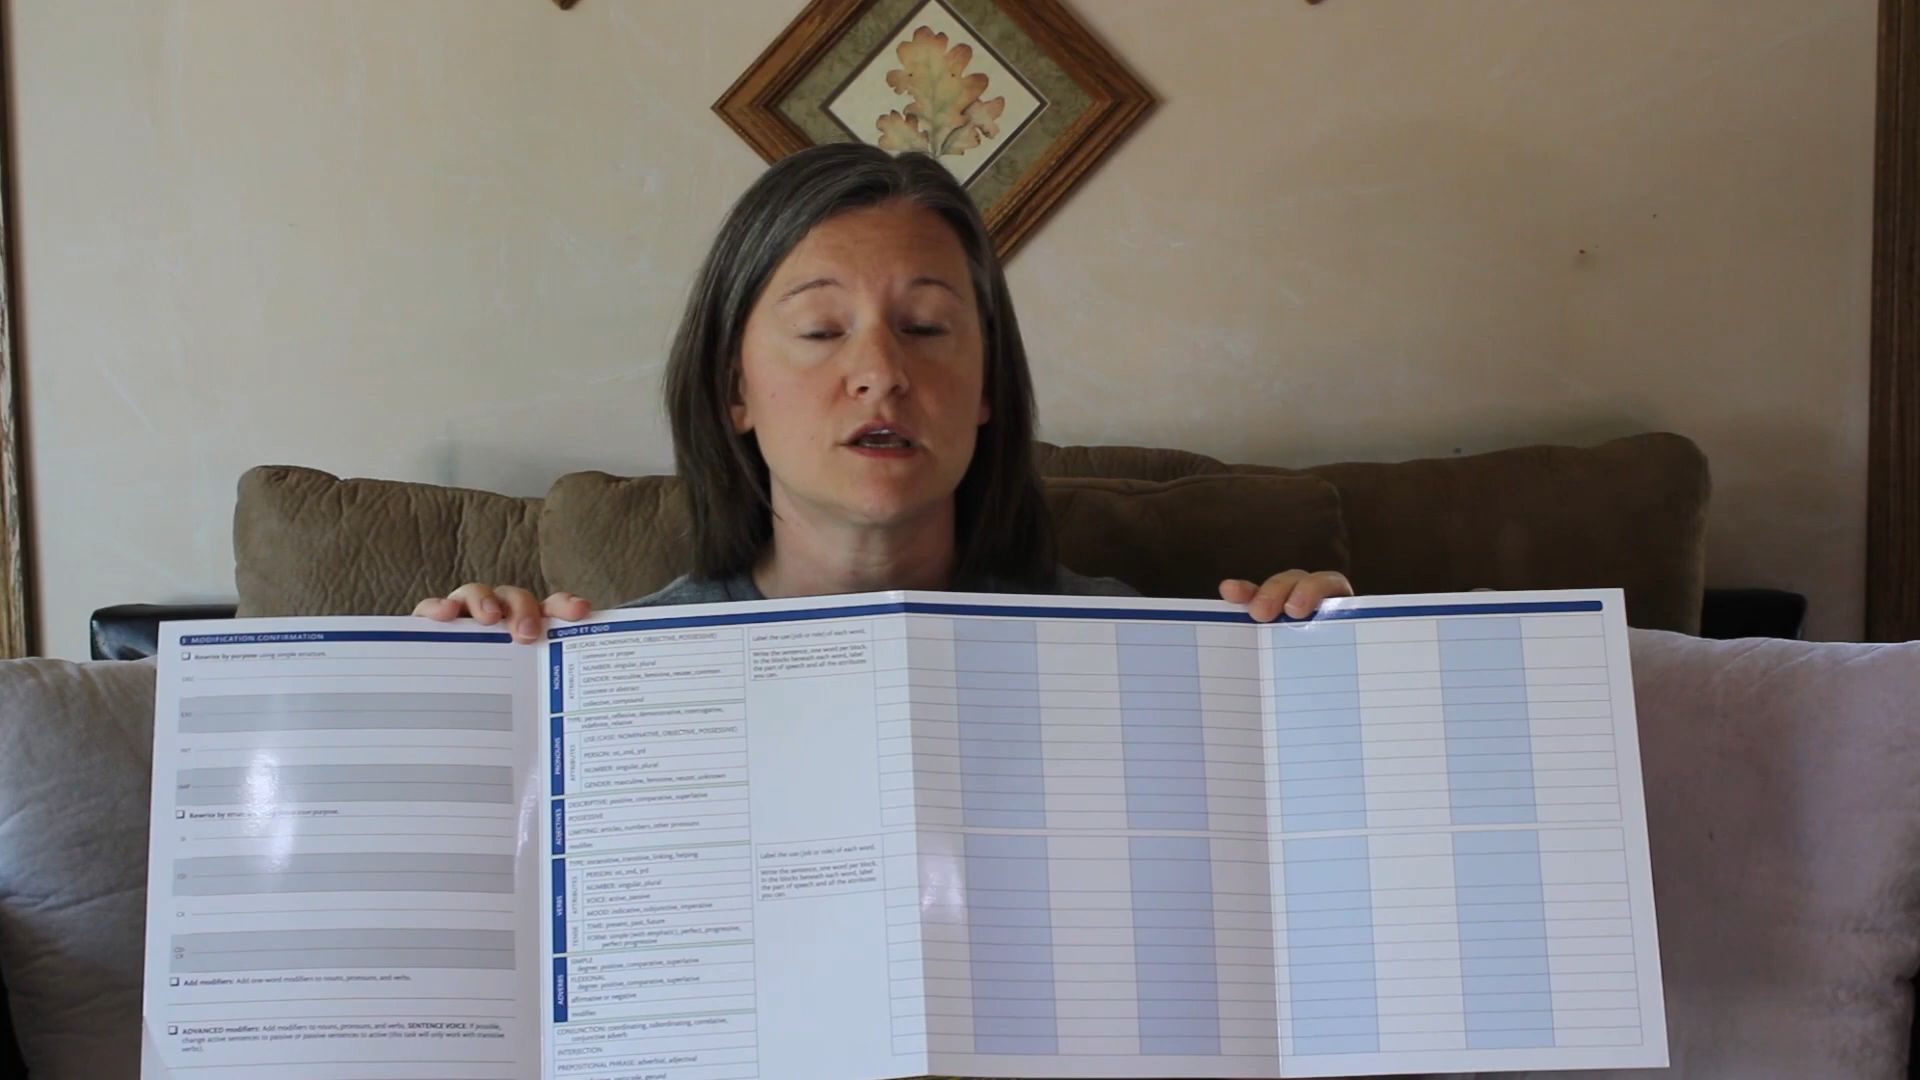 5 MODIFICATION CONFIRMATION
Rewrite by purpose using simple structure.
DEC
EXC
INT
IMP
Rewrite by
purpose.
SI
CD
CX
CD-
CX
Add modifiers: Add one-word modifiers to nouns, pronouns, and verbs.
ADVANCED modifiers: Add modifiers to nouns, pronouns, and verbs. SENTENCE VOICE: If possible,
change active sentences to passive or passive sentences to active (this task will only work with transitive
verbs).
6 QUID ET QUO
NOUNS
USE (CASE: NOMINATIVE, OBJECTIVE, POSSESSIVE)
ATTRIBUTES
common or proper
NUMBER: singular, plural
GENDER: masculine, feminine, neuter, common
concrete or abstract
collective, compound
PRONOUNS
TYPE: personal, reflexive, demonstrative, interrogative,
indefinite, relative
ATTRIBUTES
USE (CASE: NOMINATIVE, OBJECTIVE, POSSESSIVE)
PERSON: 1st, 2nd, 3rd
NUMBER: singular, plural
GENDER: masculine, feminine, neuter, unknown
ADJECTIVES
DESCRIPTIVE: positive, comparative, superlative
POSSESSIVE
LIMITING: articles, numbers, other pronouns
modifies
VERBS
TYPE: intransitive, transitive, linking, helping
ATTRIBUTES
PERSON: 1st, 2nd, 3rd
NUMBER: singular, plural
VOICE: active, passive
MOOD: indicative, subjunctive, imperative
TENSE
TIME: present, past, future
FORM: simple (with emphatic), perfect, progressive,
perfect progressive
ADVERBS
SIMPLE
degree: positive, comparative, superlative
FLEXIONAL
degree: positive, comparative, superlative
affirmative or negative
modifies
CONJUNCTION: coordinating, subordinating, correlative,
conjunctive adverb
INTERJECTION
PREPOSITIONAL PHRASE: adverbial, adjectival
Label the use (job or role) of each word.
Write the sentence, one word per block.
In the blocks beneath each word, label
the part of speech and all the attributes
you can.
Label the use (job or role) of each word.
Write the sentence, one word per block.
In the blocks beneath each word, label
the part of speech and all the attributes
you can.